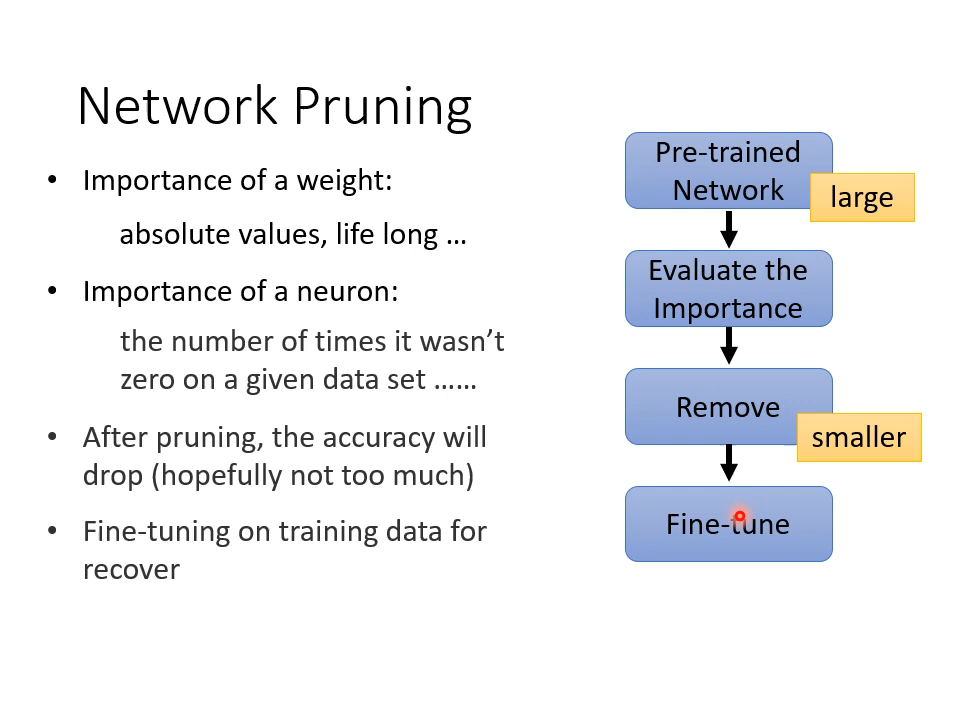 Network Pruning
• Importance of a weight:
absolute values, life long …
• Importance of a neuron:
the number of times it wasn’t
zero on a given data set ……
• After pruning, the accuracy will
drop (hopefully not too much)
• Fine-tuning on training data for
recover
Pre-trained
Network
large
Evaluate the
Importance
Remove
smaller
Fine-tune